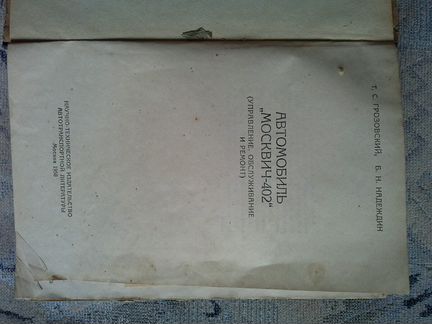 Т. С. ГРОЗОВСКИЙ, Б. Н. НАДЕЖДИН
АВТОМОБИЛЬ
„МОСКВИЧ-402“
(УПРАВЛЕНИЕ, ОБСЛУЖИВАНИЕ
И РЕМОНТ)
НАУЧНО-ТЕХНИЧЕСКОЕ ИЗДАТЕЛЬСТВО
АВТОТРАНСПОРТНОЙ ЛИТЕРАТУРЫ
Москва 1958